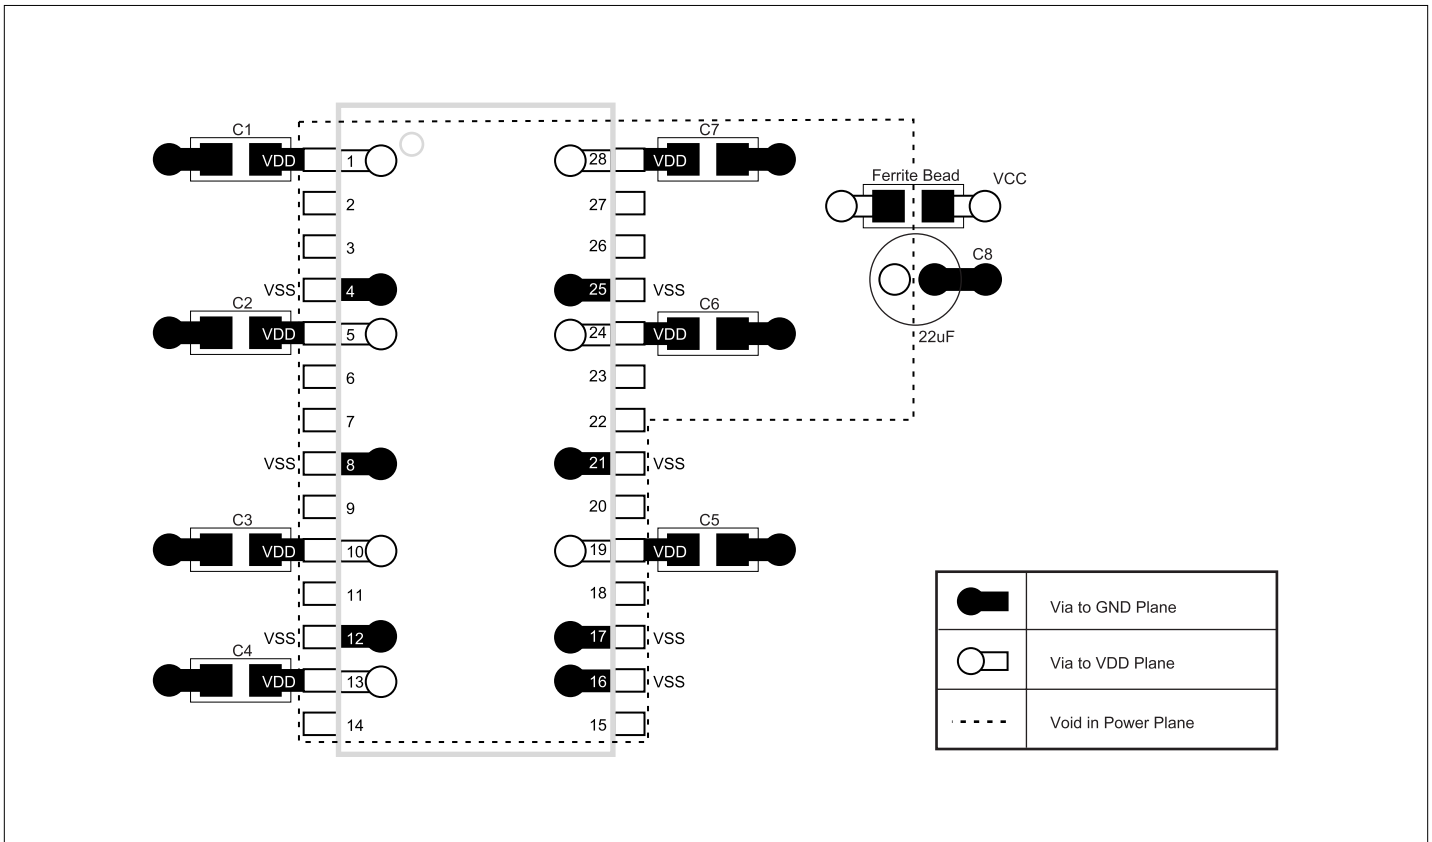 C1
C7
VDD 1 28 VDD
Ferrite Bead
VCC
2 27
3 26
C8
VSS 4 25 VSS
C2
C6
VDD 5 24 VDD
22uF
6 23
7 22
VSS 8 21 VSS
9 20
C3
C5
VDD 10 19 VDD
11 18
Via to GND Plane
VSS 12 17 VSS
C4
Via to VDD Plane
VDD 13 16 VSS
14 15
Void in Power Plane